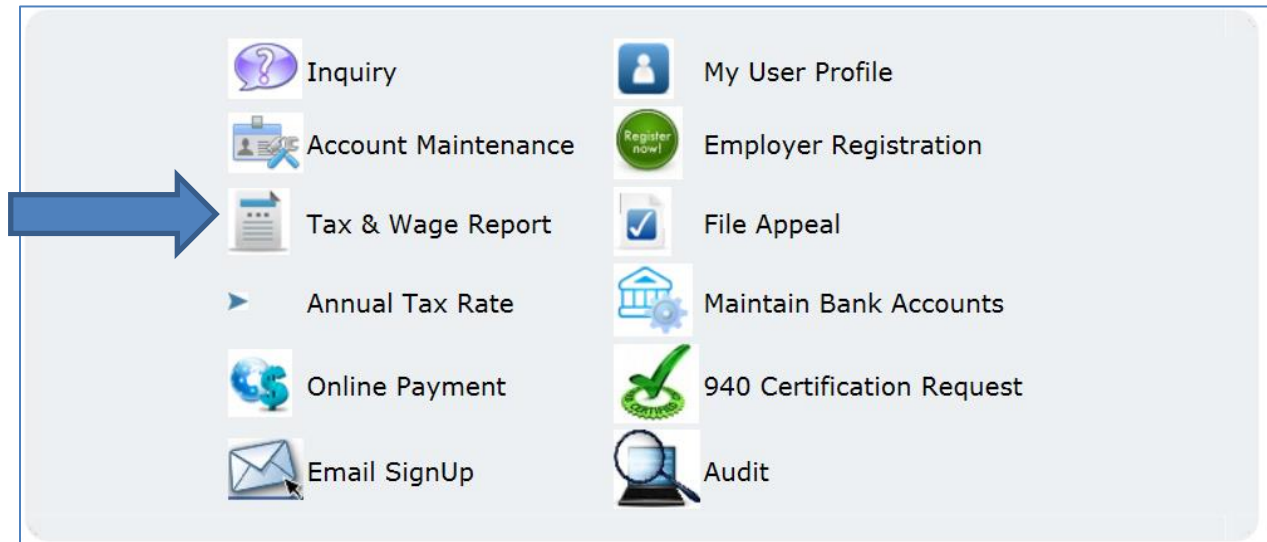 Inquiry
My User Profile
Account Maintenance
Register
now!
Employer Registration
Tax & Wage Report
File Appeal
Annual Tax Rate
Maintain Bank Accounts
Online Payment
CERTIFIED
940 Certification Request
Email SignUp
Audit